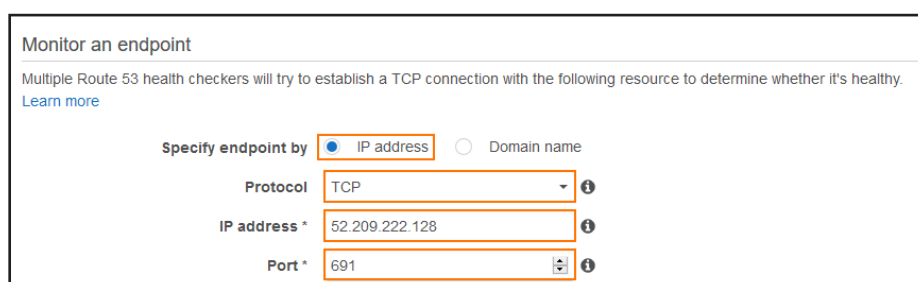 Monitor an endpoint
Multiple Route 53 health checkers will try to establish a TCP connection with the following resource to determine whether it's healthy.
Learn more
Specify endpoint by IP address Domain name
Protocol TCP
IP address * 52.209.222.128
Port * 691